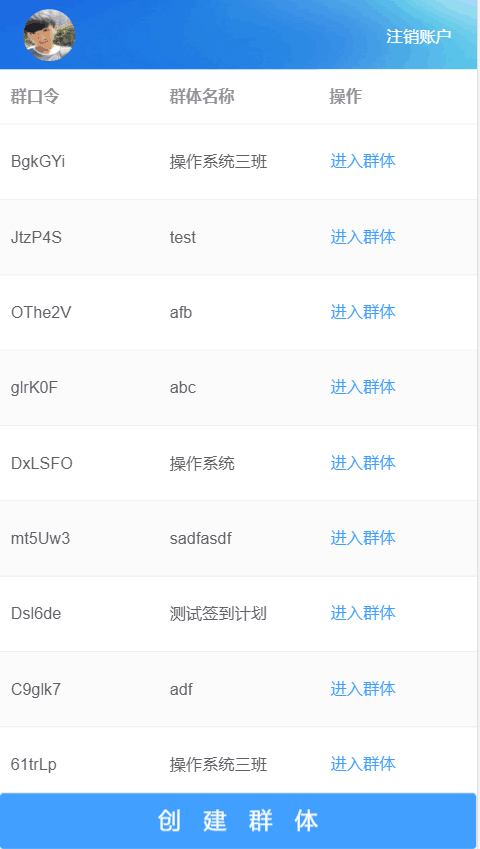 注销账户
群口令 群体名称 操作
BgkGYi 操作系统三班 进入群体
JtzP4S test 进入群体
OThe2V afb 进入群体
glrK0F abc 进入群体
DxLSFO 操作系统 进入群体
mt5Uw3 sadfasdf 进入群体
Dsl6de 测试签到计划 进入群体
C9glk7 adf 进入群体
61trLp 操作系统三班 进入群体
创 建 群 体